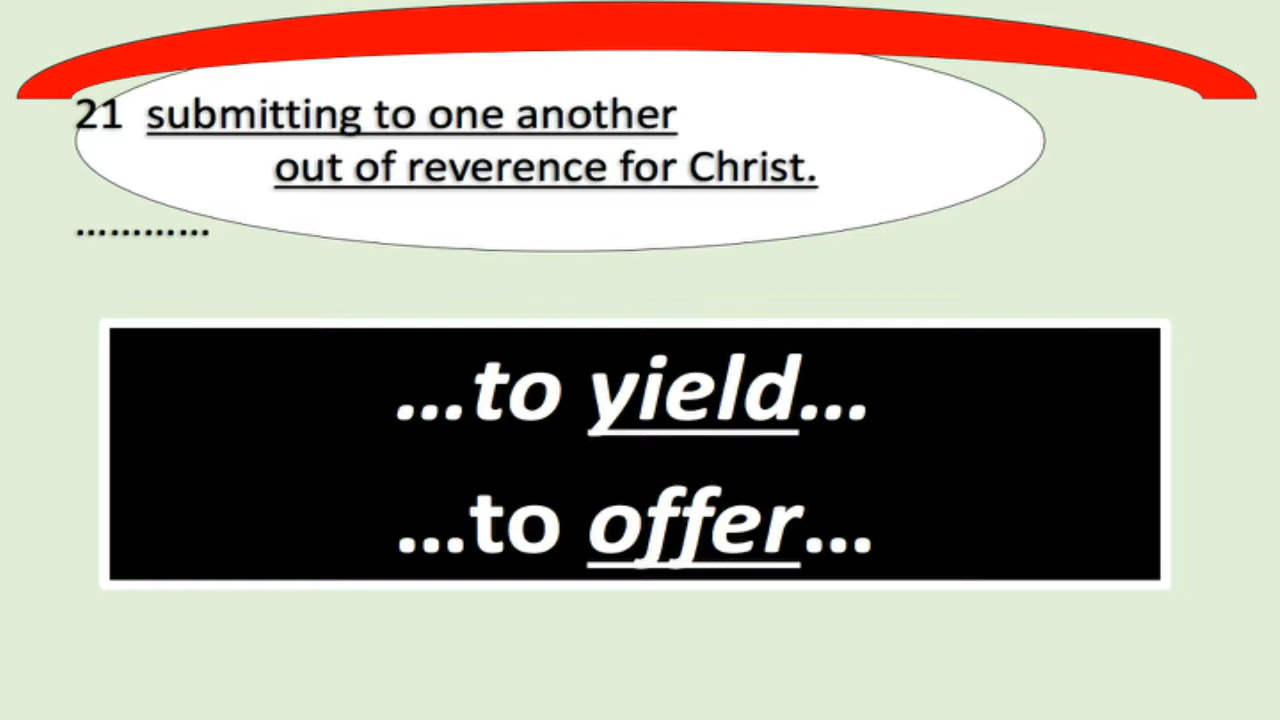 21 submitting to one another
out of reverence for Christ.
…………
…to yield…
…to offer…